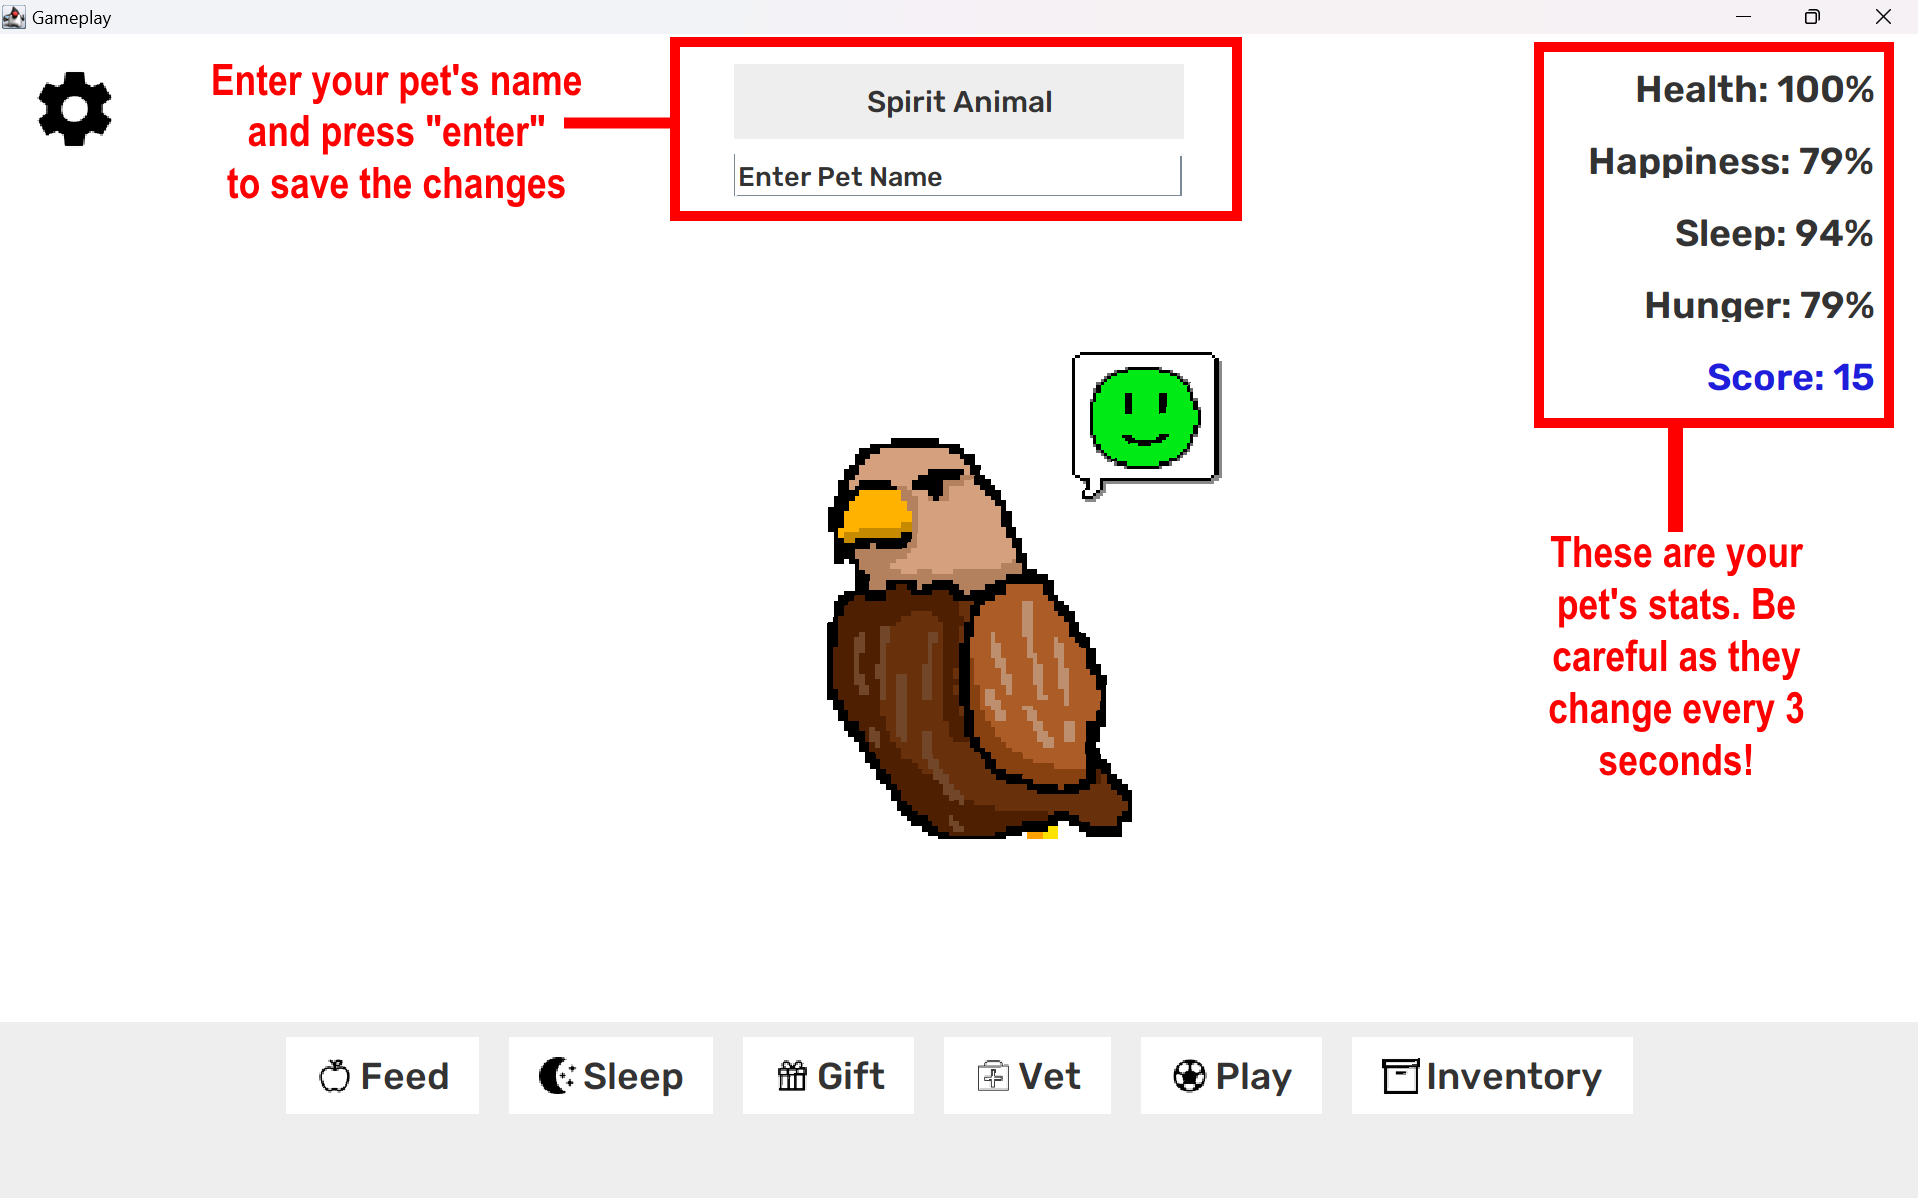 Gameplay
Enter your pet's name
and press "enter"
to save the changes
Spirit Animal
Enter Pet Name
Health: 100%
Happiness: 79%
Sleep: 94%
Hunger: 79%
Score: 15
These are your
pet's stats. Be
careful as they
change every 3
seconds!
Feed
Sleep
Gift
Vet
Play
Inventory